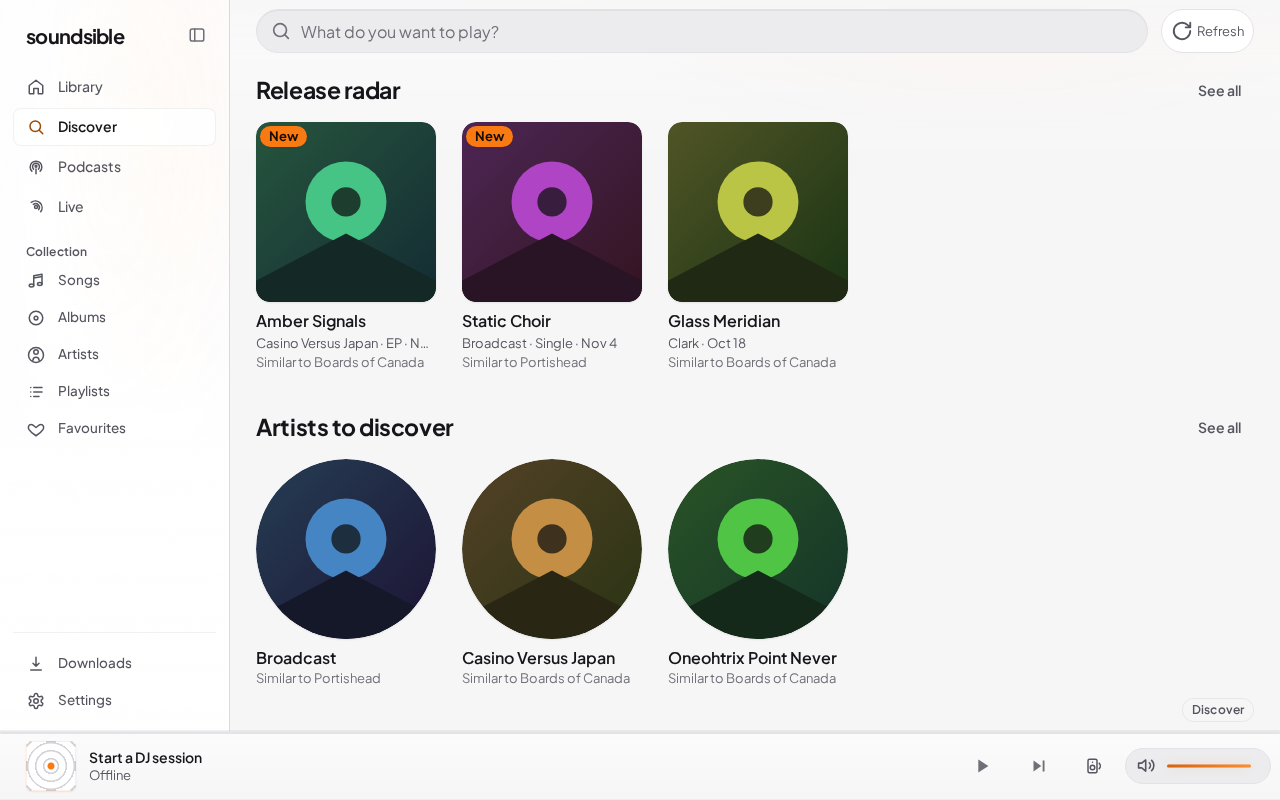 soundsible
Library
Discover
Podcasts
Live
Collection
Songs
Albums
Artists
Playlists
Favourites
Downloads
Settings
What do you want to play?
Refresh
Release radar
See all
New
New
Amber Signals
Casino Versus Japan · EP · N...
Similar to Boards of Canada
Static Choir
Broadcast · Single · Nov 4
Similar to Portishead
Glass Meridian
Clark · Oct 18
Similar to Boards of Canada
Artists to discover
See all
Broadcast
Similar to Portishead
Casino Versus Japan
Similar to Boards of Canada
Oneohtrix Point Never
Similar to Boards of Canada
Discover
Start a DJ session
Offline